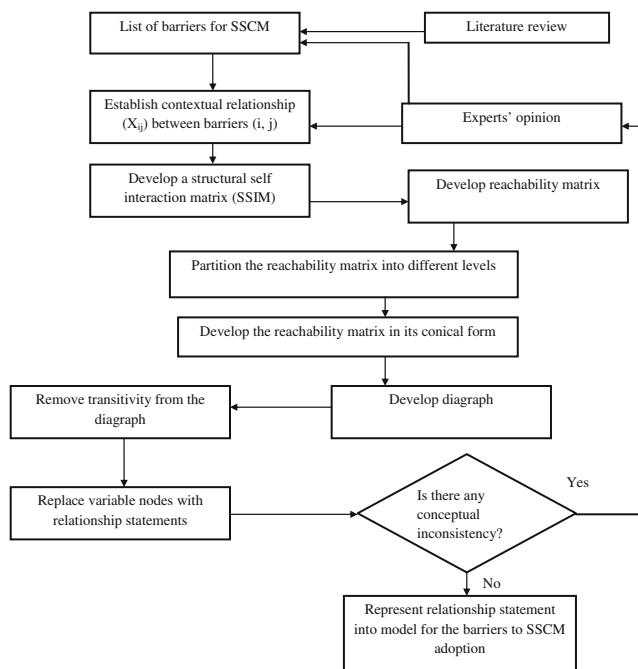 List of barriers for SSCM
Literature review
Establish contextual relationship
(Xij) between barriers (i, j)
Experts' opinion
Develop a structural self
interaction matrix (SSIM)
Develop reachability matrix
Partition the reachability matrix into different levels
Develop the reachability matrix in its conical form
Remove transitivity from the
diagraph
Develop diagraph
Replace variable nodes with
relationship statements
Is there any
conceptual
inconsistency?
Yes
No
Represent relationship statement
into model for the barriers to SSCM
adoption